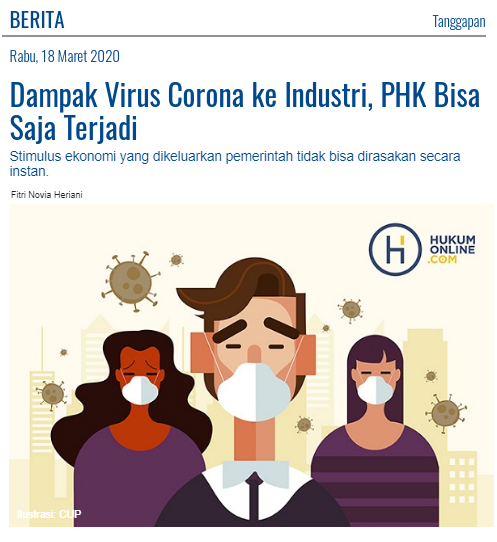 BERITA
Tanggapan
Rabu, 18 Maret 2020
Dampak Virus Corona ke Industri, PHK Bisa
Saja Terjadi
Stimulus ekonomi yang dikeluarkan pemerintah tidak bisa dirasakan secara
instan.
Fitri Novia Heriani
H
HUKUM
ONLINE
.COM
Ilustrasi: CLIP